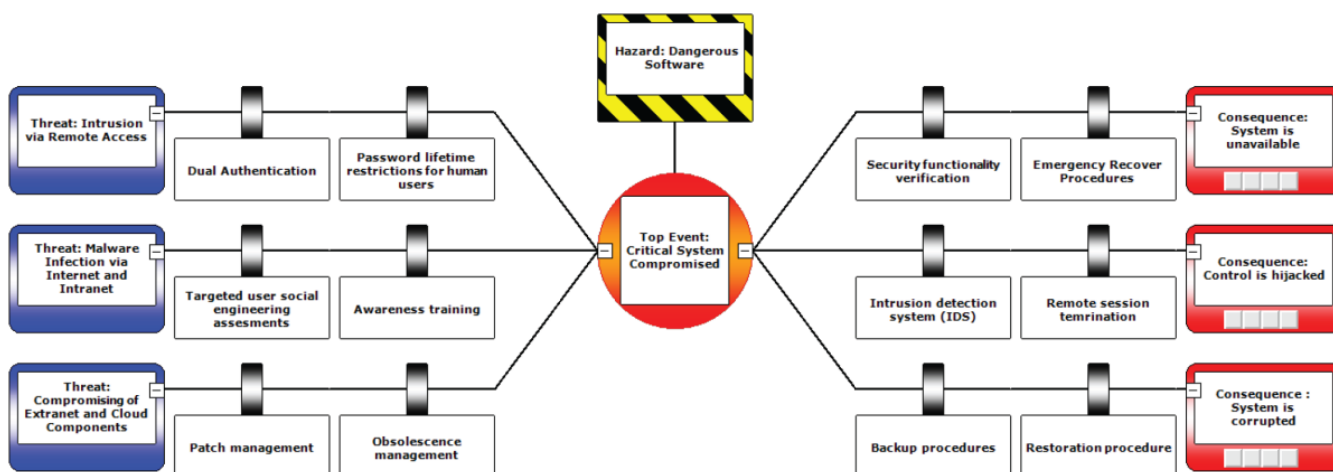 Hazard: Dangerous
Software
Threat: Intrusion
via Remote Access
Dual Authentication
Password lifetime
restrictions for human
users
Security functionality
verification
Emergency Recover
Procedures
Consequence:
System is
unavailable
Threat: Malware
Infection via
Internet and
Intranet
Targeted user social
engineering
assesments
Awareness training
Top Event:
Critical System
Compromised
Intrusion detection
system (IDS)
Remote session
temrination
Consequence:
Control is hijacked
Threat:
Compromising of
Extranet and Cloud
Components
Patch management
Obsolescence
management
Backup procedures
Restoration procedure
Consequence :
System is
corrupted